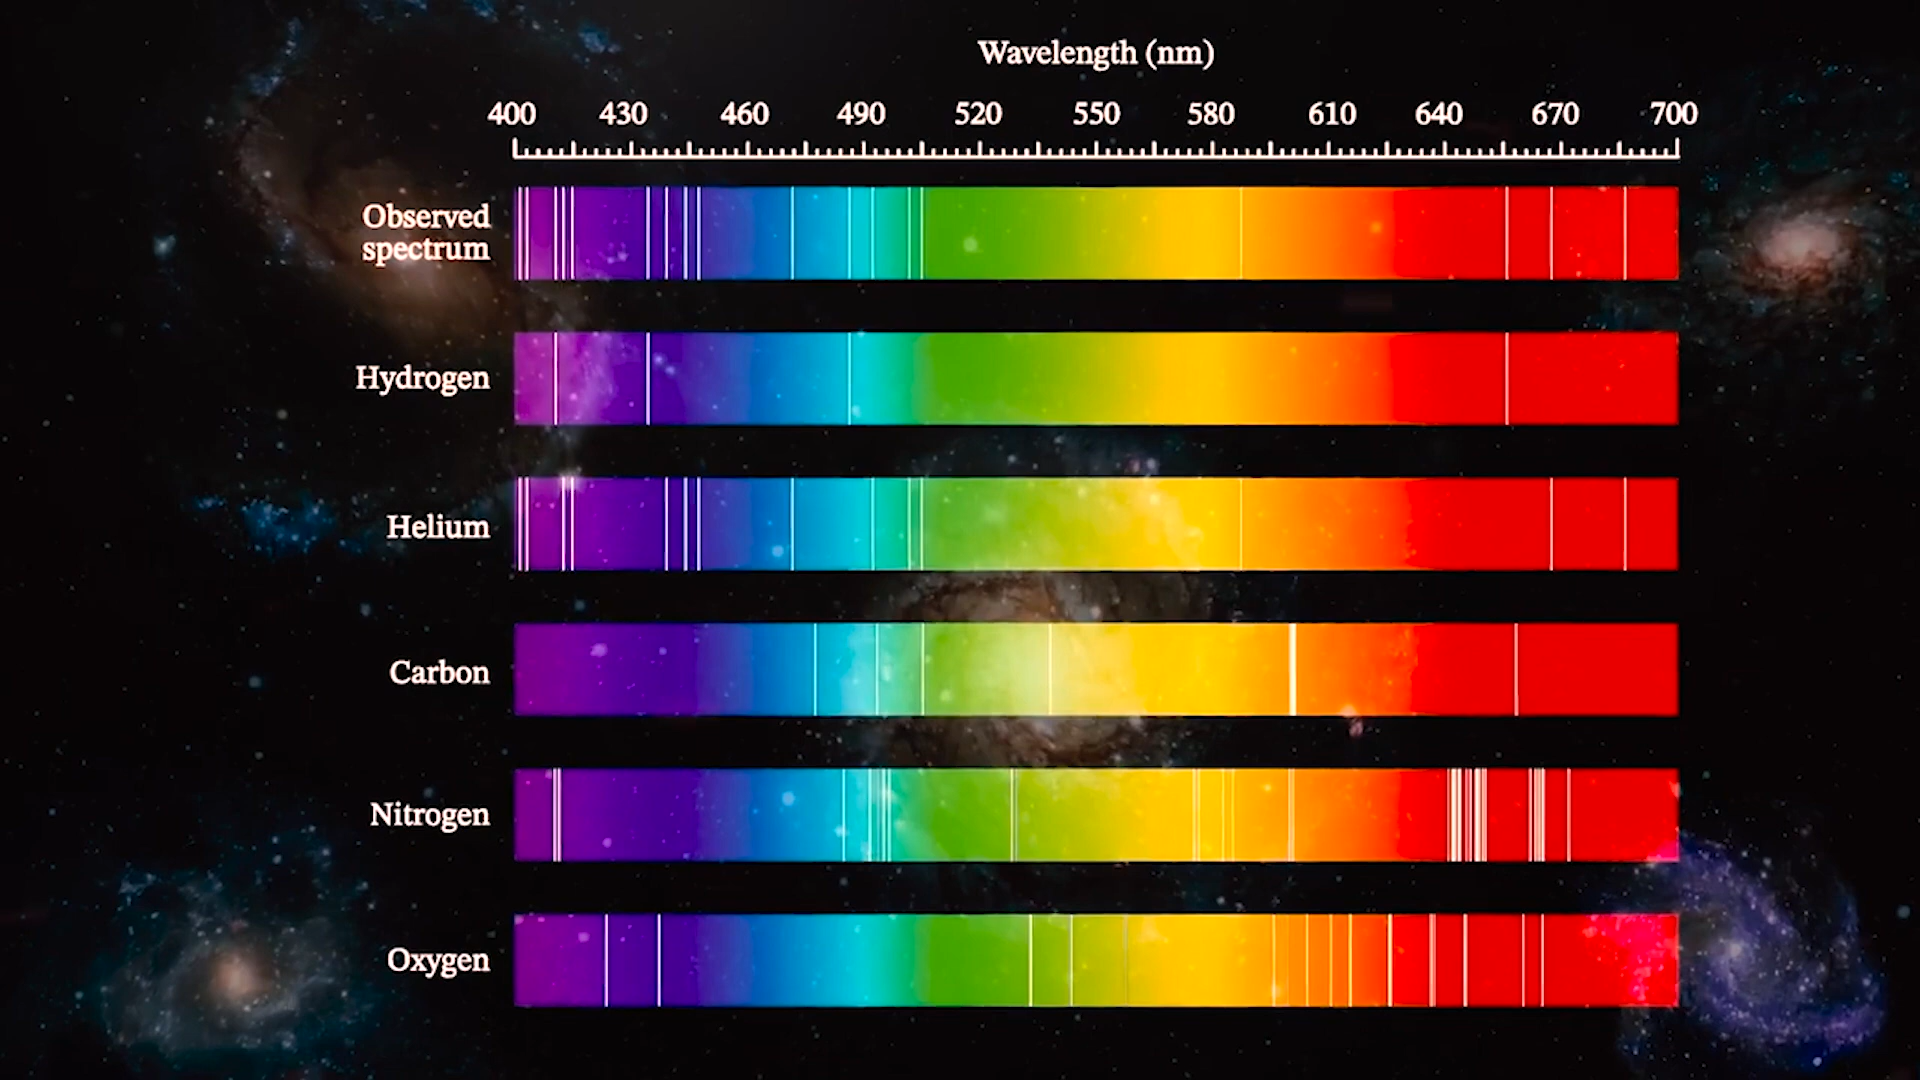 Wavelength (nm)
400 430 460 490 520 550 580 610 640 670 700
Observed
spectrum
Hydrogen
Helium
Carbon
Nitrogen
Oxygen